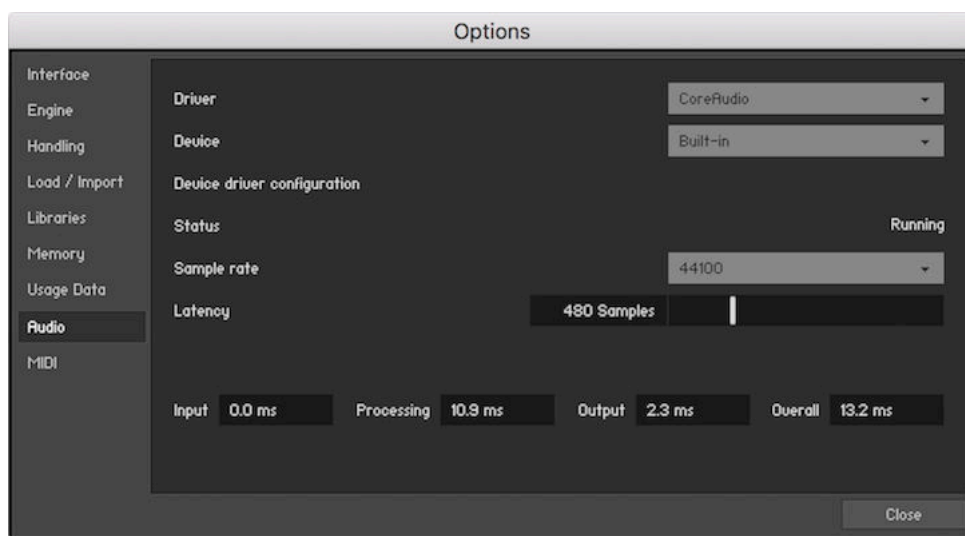 Options
Interface
Engine
Handling
Load / Import
Libraries
Memory
Usage Data
Audio
MIDI
Driver CoreAudio
Device Built-in
Device driver configuration
Status Running
Sample rate 44100
Latency 480 Samples
Input 0.0 ms Processing 10.9 ms Output 2.3 ms Overall 13.2 ms
Close